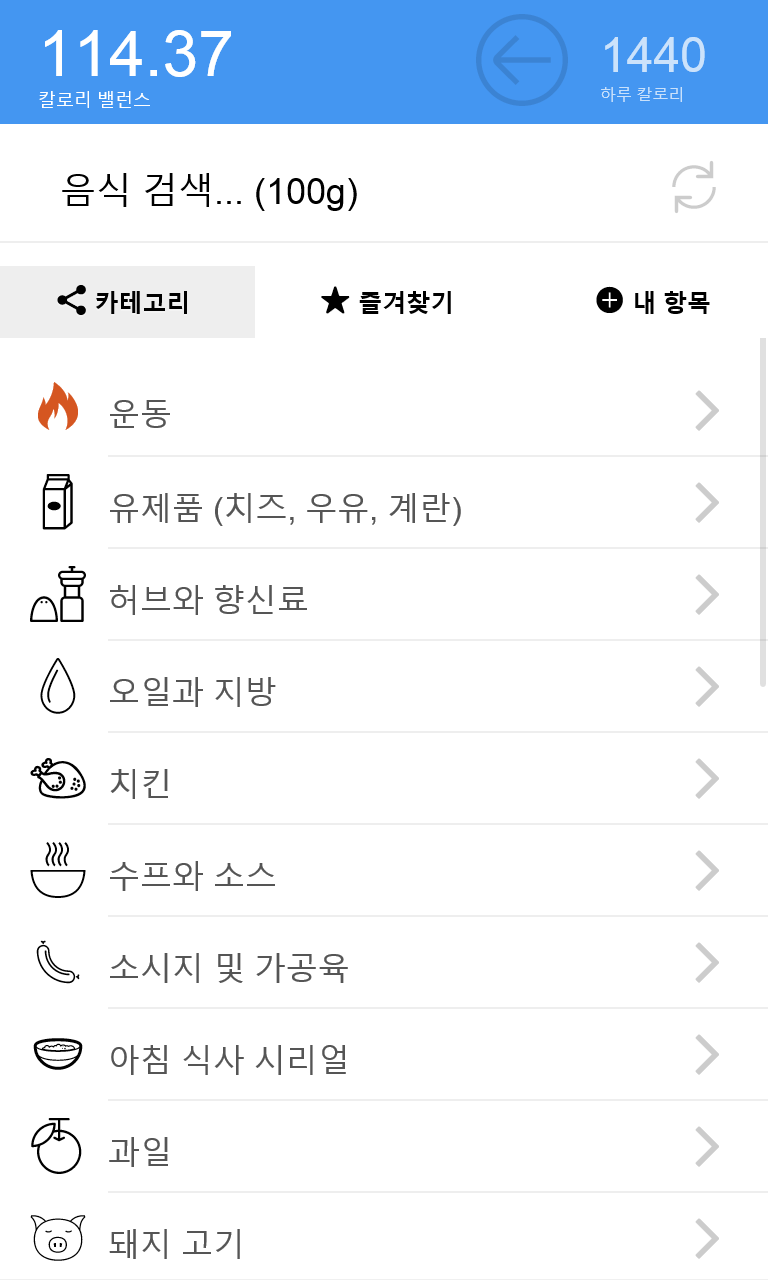 114.37
칼로리 밸런스
1440
하루 칼로리
음식 검색... (100g)
카테고리
즐겨찾기
내 항목
운동
유제품 (치즈, 우유, 계란)
허브와 향신료
오일과 지방
치킨
수프와 소스
소시지 및 가공육
아침 식사 시리얼
과일
돼지 고기